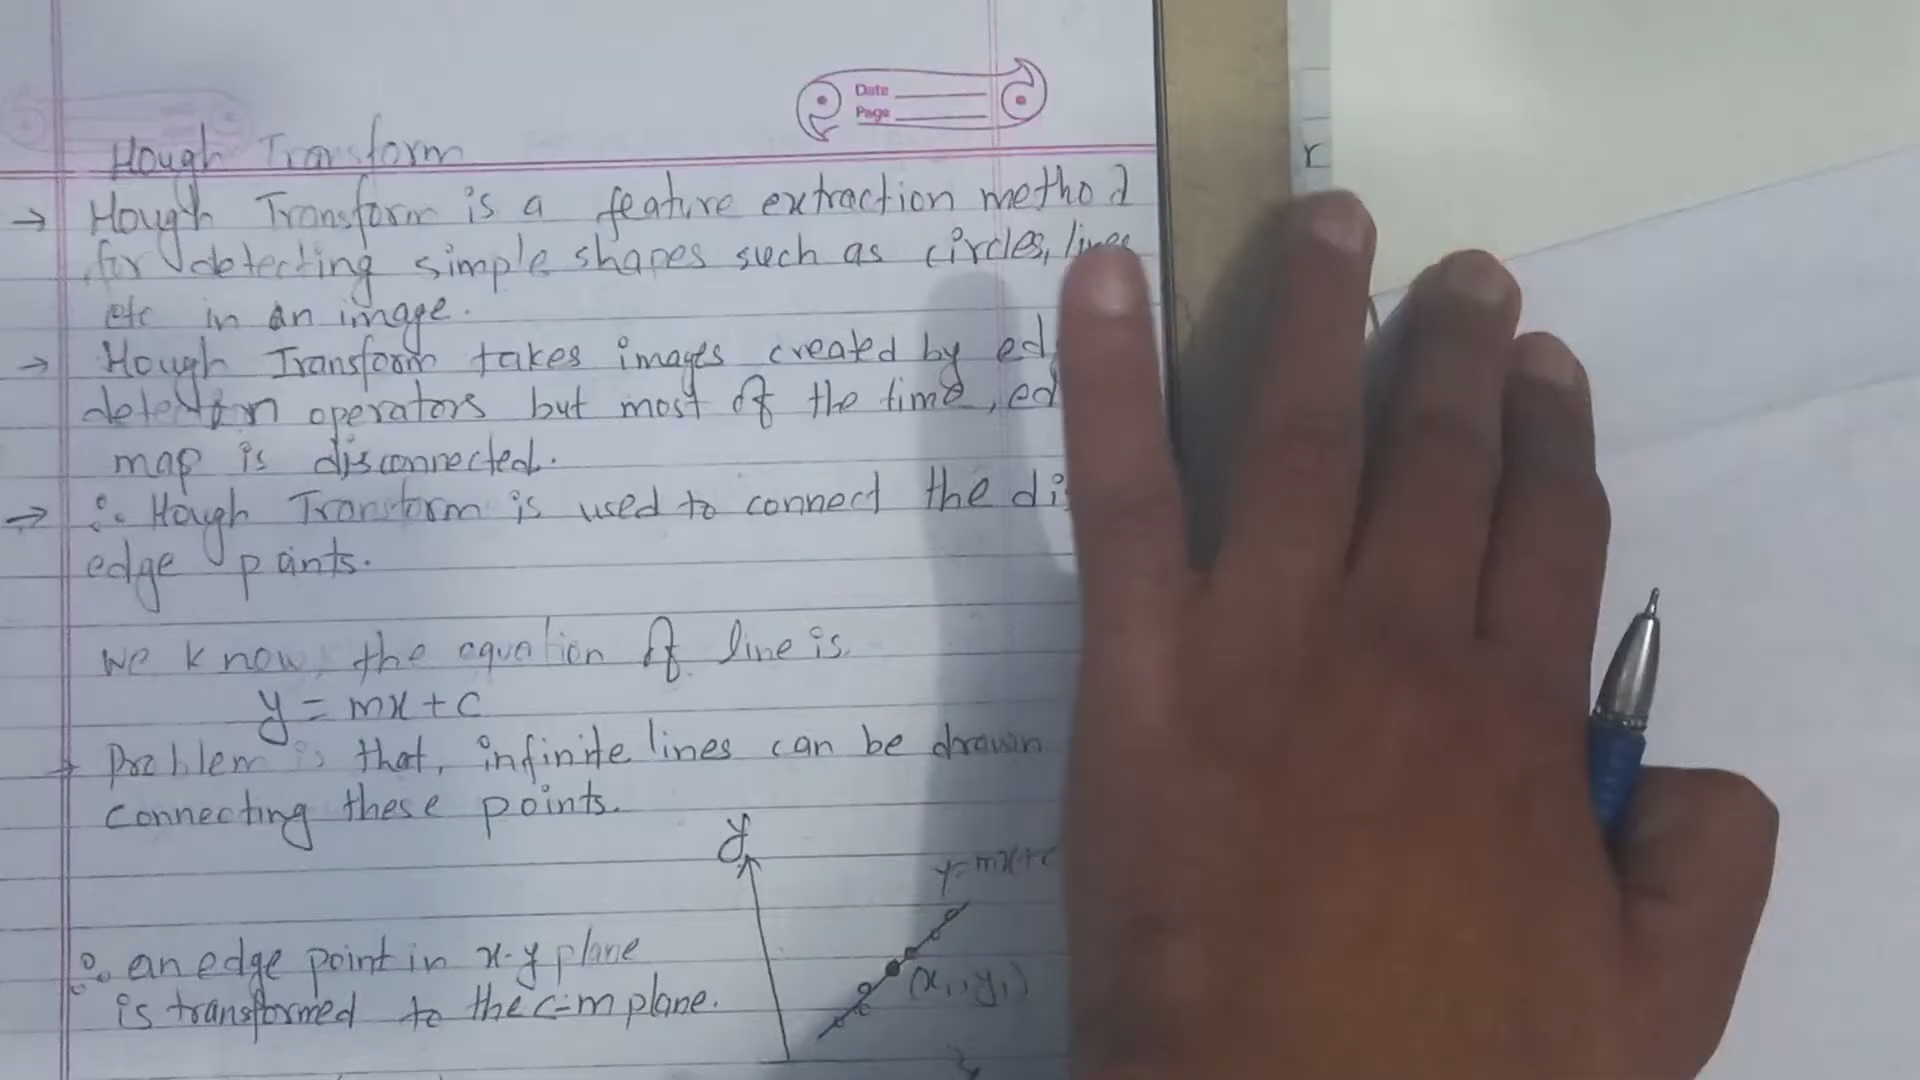 Date
Page
r
Hough Transform
→ Hough Transform is a feature extraction method
for detecting simple shapes such as circles, lines
etc in an image.
→ Hough Transform takes images created by ed
detection operators but most of the time, ed
map is disconnected.
→ ∴ Hough Transform is used to connect the di
edge points.
we know, the equation of line is
y = mx + c
→ Problem is that, infinite lines can be drawn
connecting these points.
y
y=mx+c
(x₁, y₁)
∴ an edge point in x-y plane
is transformed to the c-m plane.